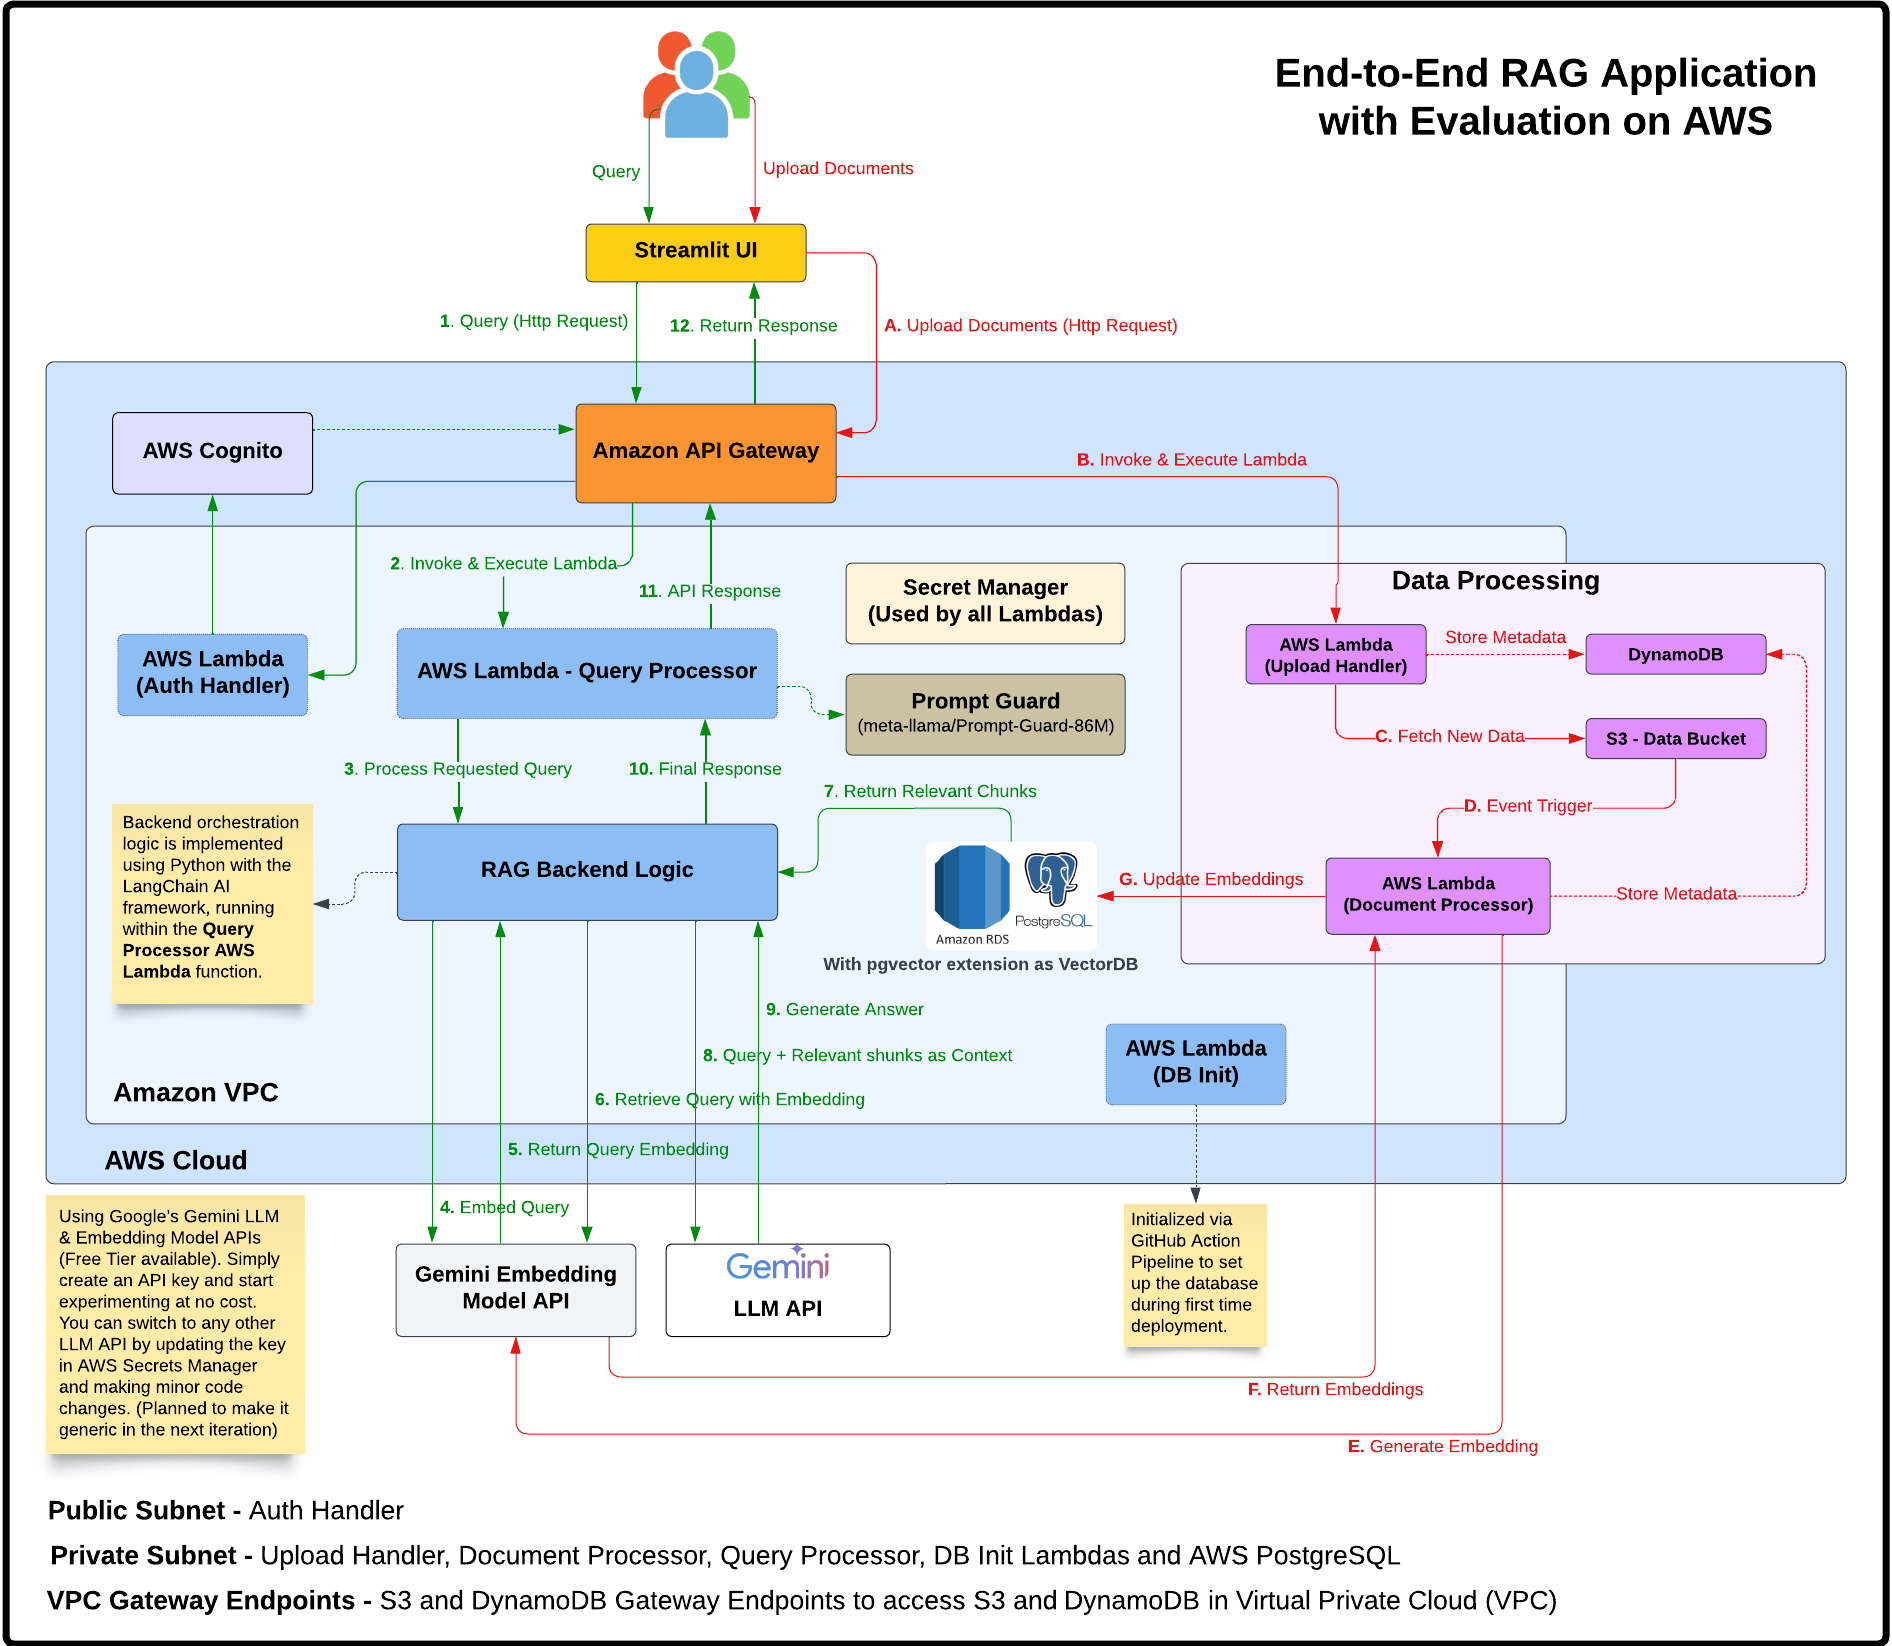 End-to-End RAG Application
with Evaluation on AWS
Query
Upload Documents
Streamlit UI
1. Query (Http Request)
12. Return Response
A. Upload Documents (Http Request)
AWS Cognito
Amazon API Gateway
B. Invoke & Execute Lambda
2. Invoke & Execute Lambda
11. API Response
Secret Manager
(Used by all Lambdas)
Data Processing
AWS Lambda
(Auth Handler)
AWS Lambda - Query Processor
Prompt Guard
(meta-llama/Prompt-Guard-86M)
AWS Lambda
(Upload Handler)
Store Metadata
DynamoDB
C. Fetch New Data
S3 - Data Bucket
3. Process Requested Query
10. Final Response
7. Return Relevant Chunks
D. Event Trigger
Backend orchestration
logic is implemented
using Python with the
LangChain AI
framework, running
within the Query
Processor AWS
Lambda function.
RAG Backend Logic
Amazon RDS
PostgreSQL
With pgvector extension as VectorDB
G. Update Embeddings
AWS Lambda
(Document Processor)
Store Metadata
9. Generate Answer
8. Query + Relevant shunks as Context
6. Retrieve Query with Embedding
AWS Lambda
(DB Init)
Amazon VPC
5. Return Query Embedding
AWS Cloud
4. Embed Query
Using Google's Gemini LLM
& Embedding Model APIs
(Free Tier available). Simply
create an API key and start
experimenting at no cost.
You can switch to any other
LLM API by updating the key
in AWS Secrets Manager
and making minor code
changes. (Planned to make it
generic in the next iteration)
Gemini Embedding
Model API
Gemini
LLM API
Initialized via
GitHub Action
Pipeline to set
up the database
during first time
deployment.
F. Return Embeddings
E. Generate Embedding
Public Subnet - Auth Handler
Private Subnet - Upload Handler, Document Processor, Query Processor, DB Init Lambdas and AWS PostgreSQL
VPC Gateway Endpoints - S3 and DynamoDB Gateway Endpoints to access S3 and DynamoDB in Virtual Private Cloud (VPC)